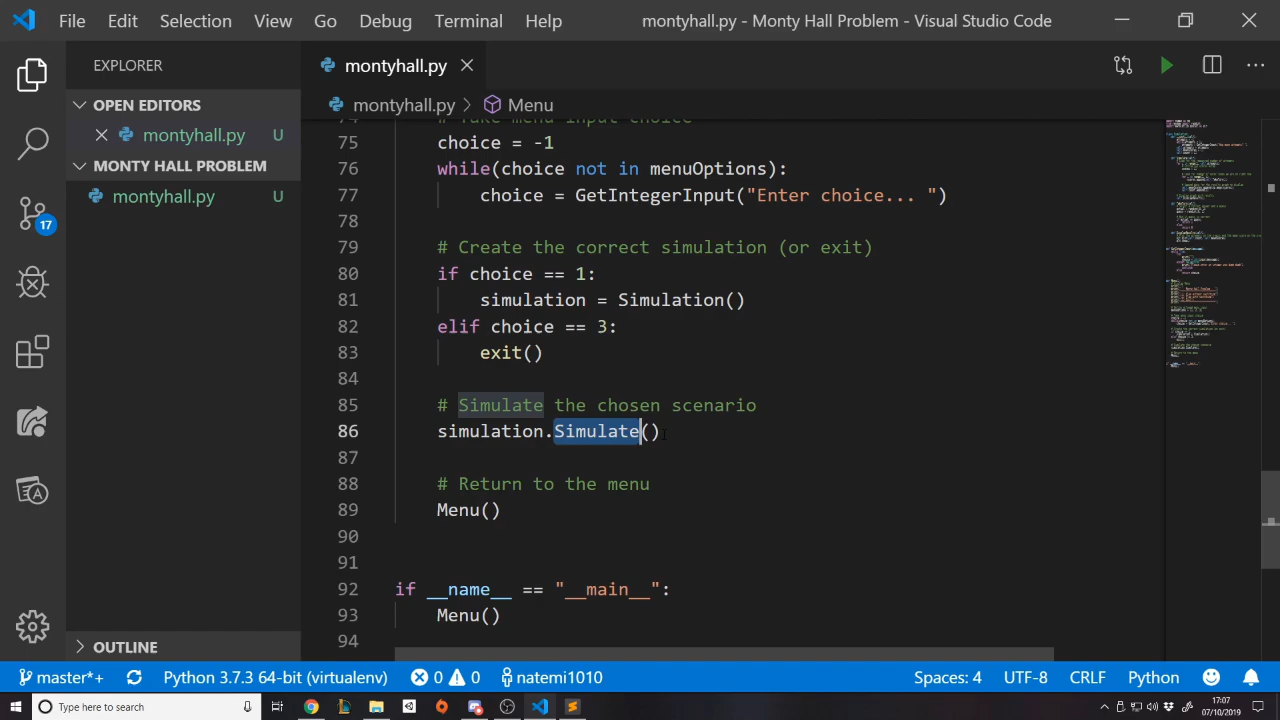 File Edit Selection View Go Debug Terminal Help montyhall.py - Monty Hall Problem - Visual Studio Code
EXPLORER montyhall.py
OPEN EDITORS montyhall.py > Menu
montyhall.py U
MONTY HALL PROBLEM
montyhall.py U
17
# Take menu input choice
75 choice = -1
76 while(choice not in menuOptions):
77 choice = GetIntegerInput("Enter choice... ")
78
79 # Create the correct simulation (or exit)
80 if choice == 1:
81 simulation = Simulation()
82 elif choice == 3:
83 exit()
84
85 # Simulate the chosen scenario
86 simulation.Simulate()
87
88 # Return to the menu
89 Menu()
90
91
92 if __name__ == "__main__":
93 Menu()
94
OUTLINE
master*+ Python 3.7.3 64-bit (virtualenv) 0 0 natemi1010 Spaces: 4 UTF-8 CRLF Python
Type here to search 17:07
07/10/2019